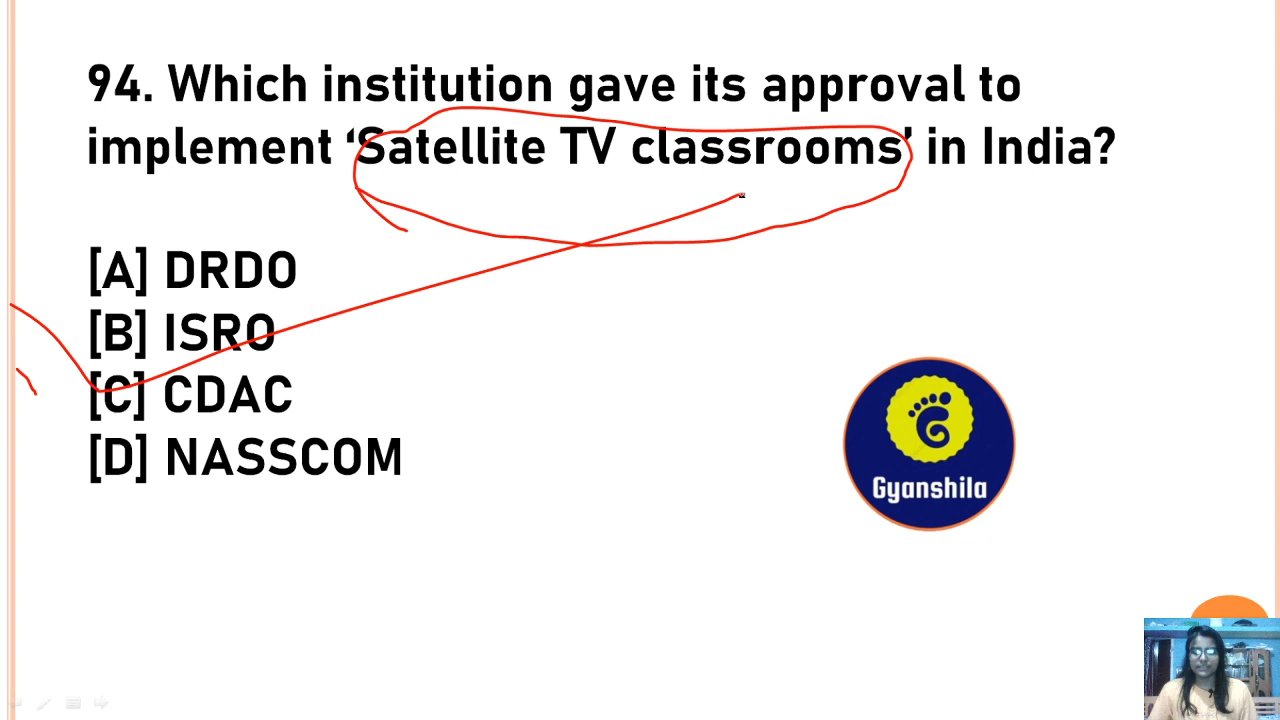 94. Which institution gave its approval to
implement ‘Satellite TV classrooms’ in India?
[A] DRDO
[B] ISRO
[C] CDAC
[D] NASSCOM
Gyanshila